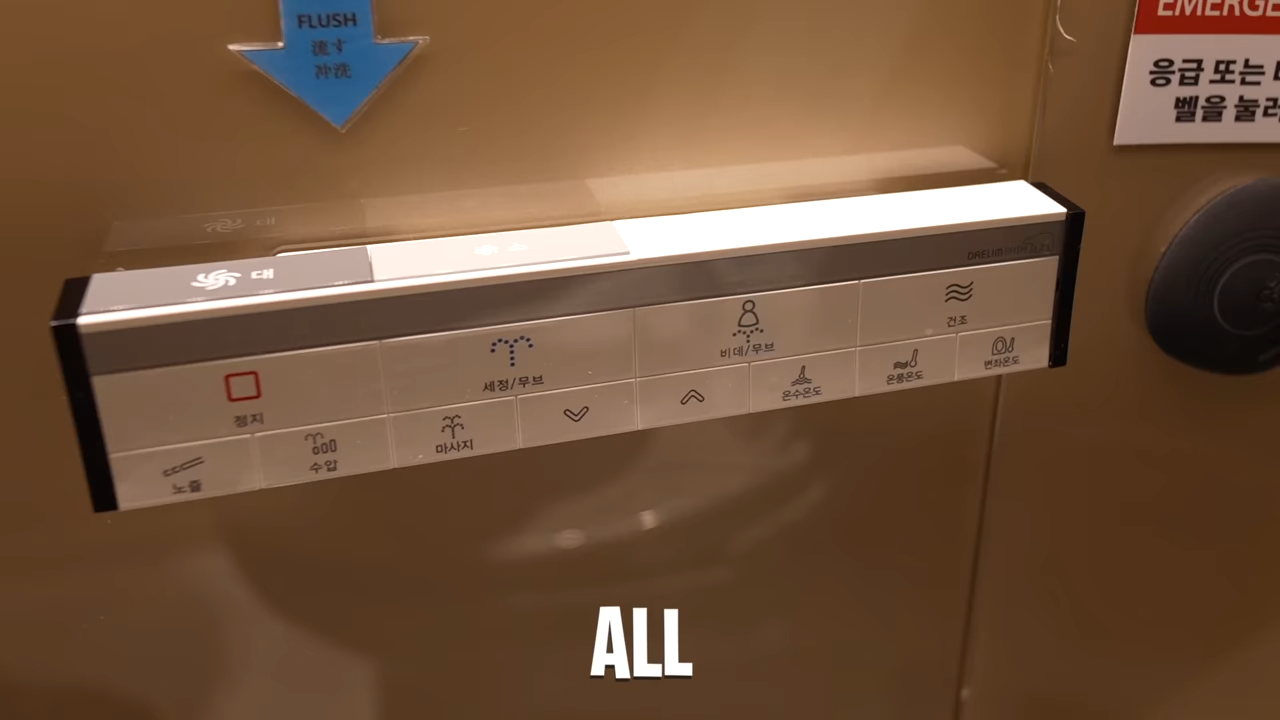 FLUSH
流す
冲洗
EMERGE
응급 또는
벨을 눌러
대
DAELIM
정지
세정/무브
비데/무브
건조
노즐
수압
마사지
온수온도
온풍온도
변좌온도
ALL